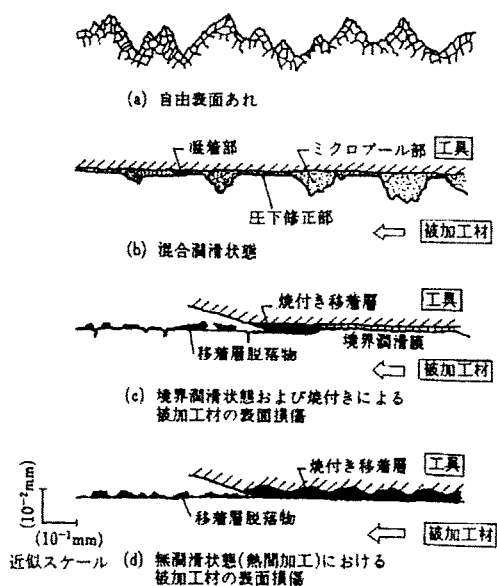 (a) 自由表面あれ
凝着部
ミクロプール部
工具
圧下修正部
被加工材
(b) 混合潤滑状態
焼付き移着層
工具
移着層脱落物
境界潤滑膜
被加工材
(c) 境界潤滑状態および焼付きによる
被加工材の表面損傷
焼付き移着層
工具
(10⁻²mm)
(10⁻¹mm)
移着層脱落物
被加工材
近似スケール
(d) 無潤滑状態(熱間加工)における
被加工材の表面損傷